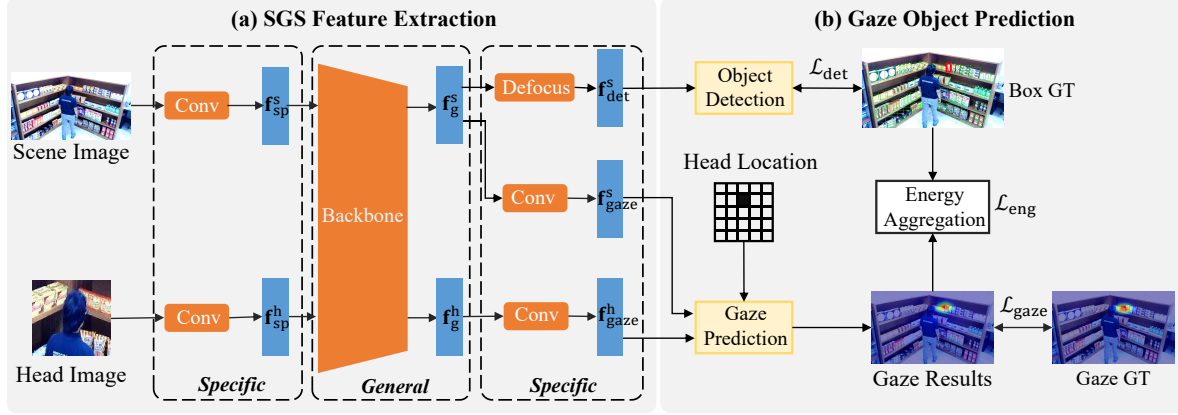 (a) SGS Feature Extraction
(b) Gaze Object Prediction
Scene Image
Conv
f^s_sp
Backbone
f^s_g
Defocus
f^s_det
Object
Detection
ℒ_det
Box GT
Conv
f^s_gaze
Head Location
Energy
Aggregation
ℒ_eng
Head Image
Conv
f^h_sp
f^h_g
Conv
f^h_gaze
Gaze
Prediction
Gaze Results
ℒ_gaze
Gaze GT
Specific
General
Specific